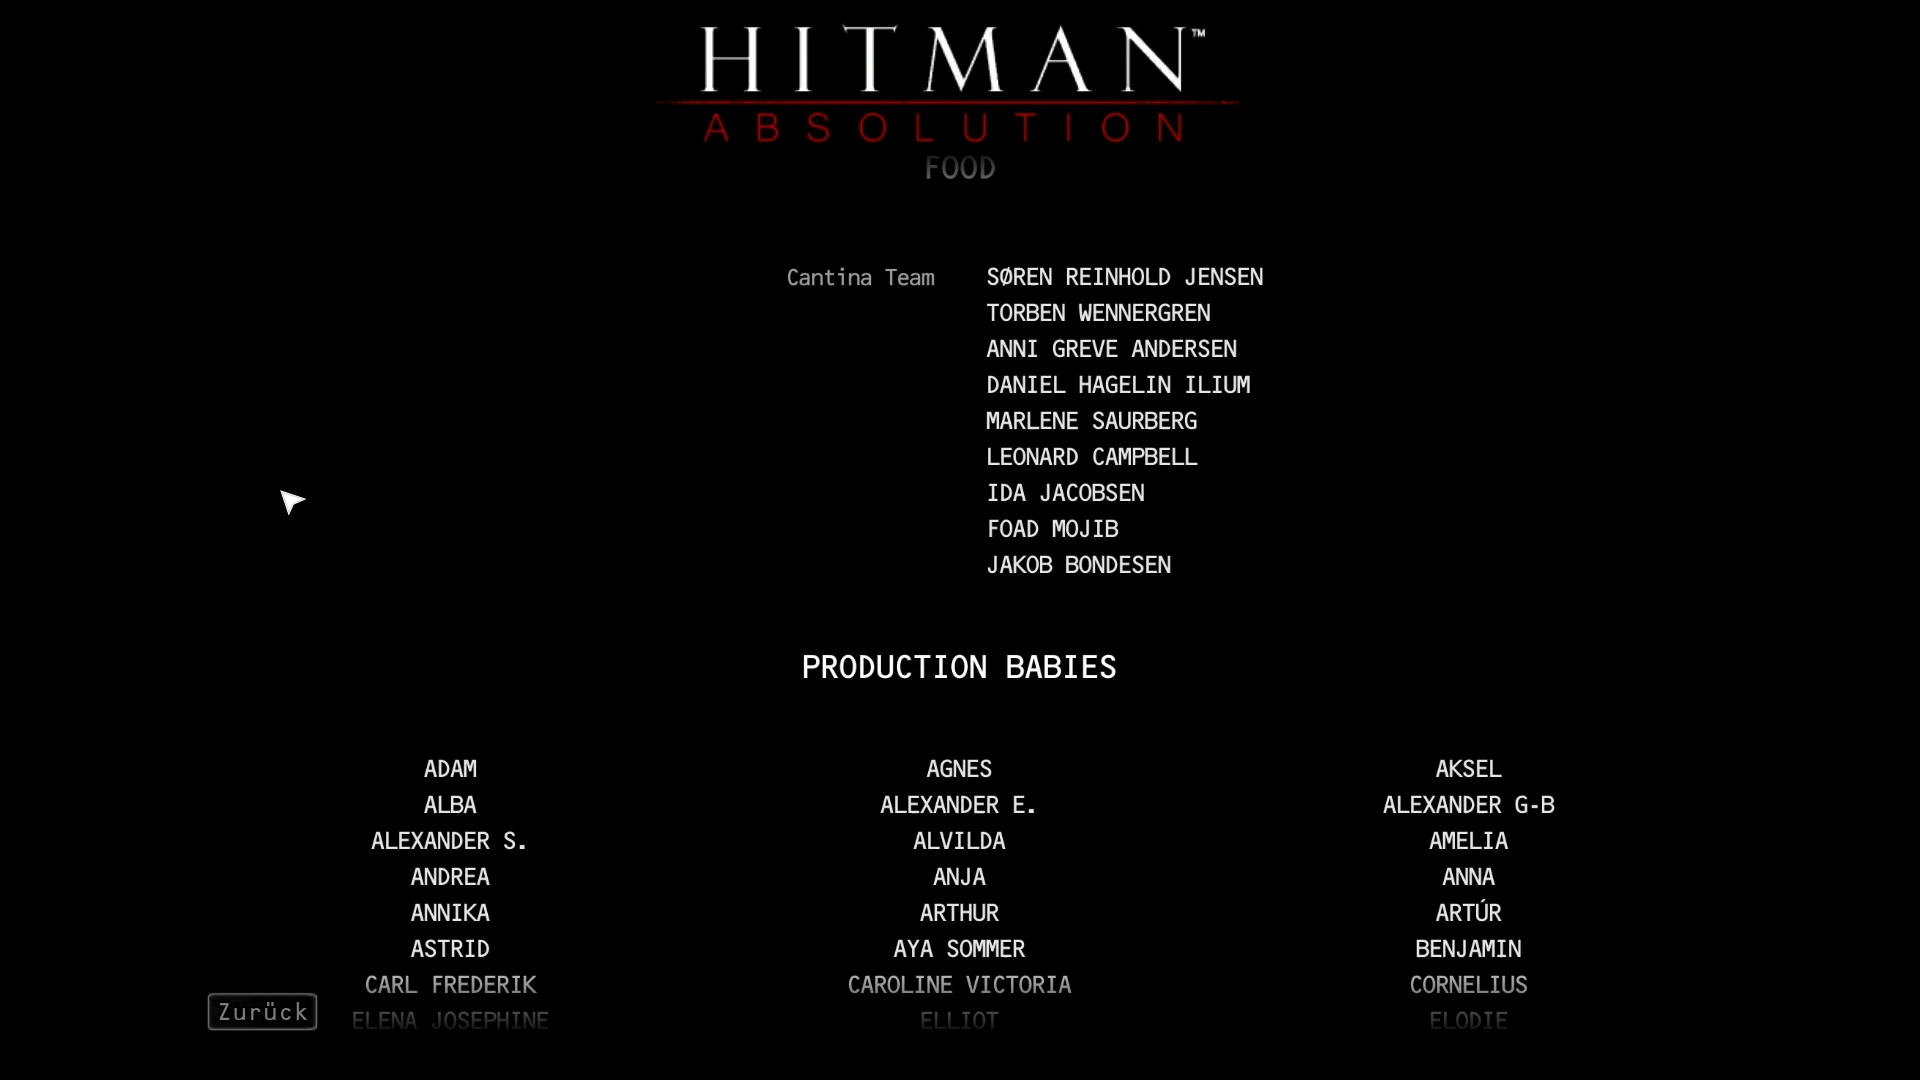 HITMAN™
ABSOLUTION
FOOD
Cantina Team SØREN REINHOLD JENSEN
TORBEN WENNERGREN
ANNI GREVE ANDERSEN
DANIEL HAGELIN ILIUM
MARLENE SAURBERG
LEONARD CAMPBELL
IDA JACOBSEN
FOAD MOJIB
JAKOB BONDESEN
PRODUCTION BABIES
ADAM AGNES AKSEL
ALBA ALEXANDER E. ALEXANDER G-B
ALEXANDER S. ALVILDA AMELIA
ANDREA ANJA ANNA
ANNIKA ARTHUR ARTÚR
ASTRID AYA SOMMER BENJAMIN
CARL FREDERIK CAROLINE VICTORIA CORNELIUS
Zurück ELENA JOSEPHINE ELLIOT ELODIE